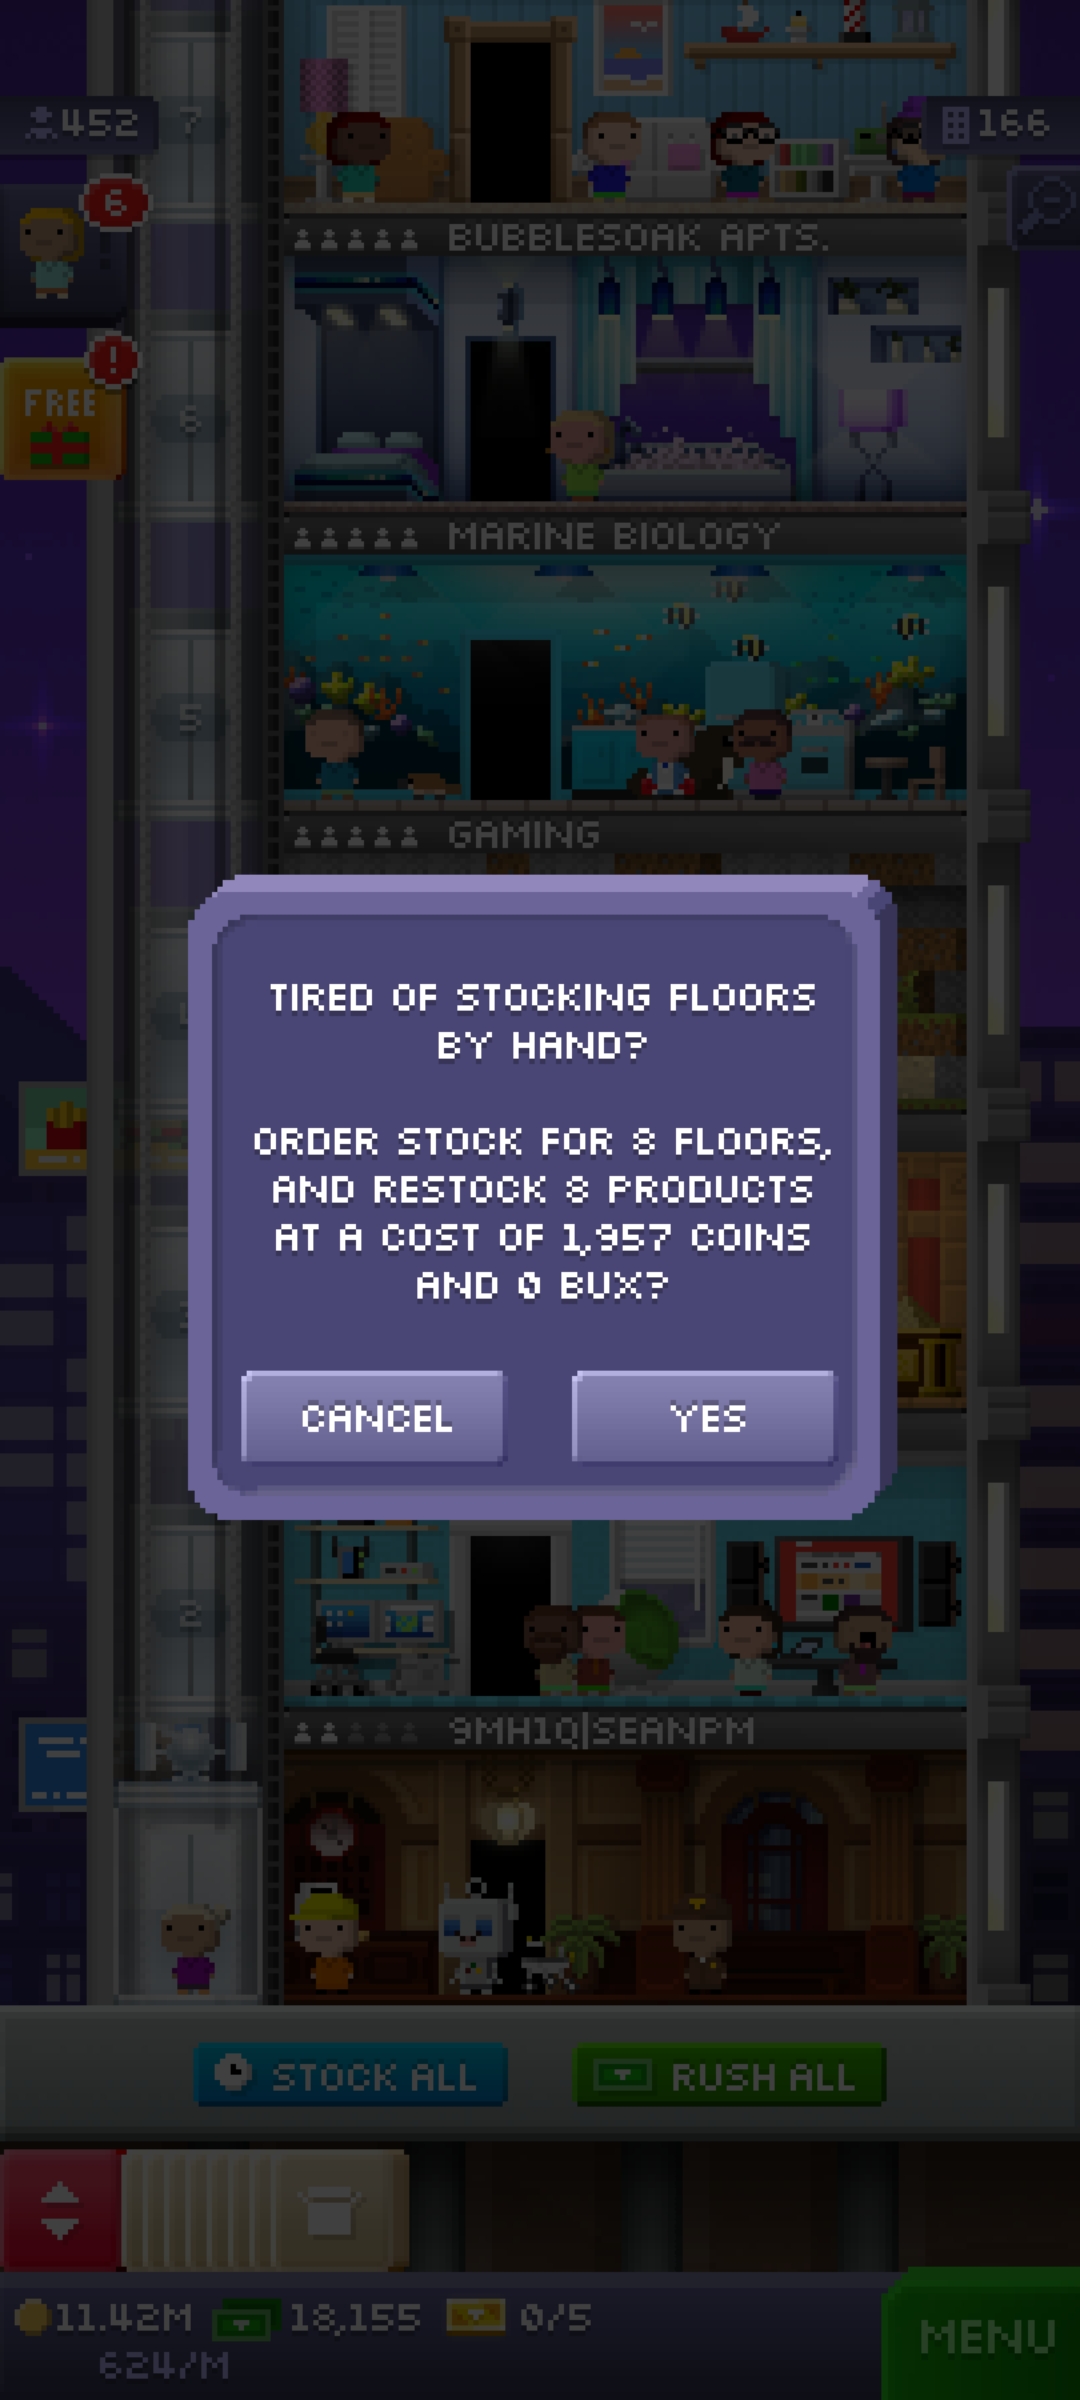 452
7
166
6
BUBBLESOAK APTS.
FREE
!
6
MARINE BIOLOGY
5
GAMING
TIRED OF STOCKING FLOORS
BY HAND?
ORDER STOCK FOR 8 FLOORS,
AND RESTOCK 8 PRODUCTS
AT A COST OF 1,957 COINS
AND 0 BUX?
CANCEL
YES
2
9MH1Q|SEANPM
STOCK ALL
RUSH ALL
11.42M
18,155
0/5
MENU
624/M